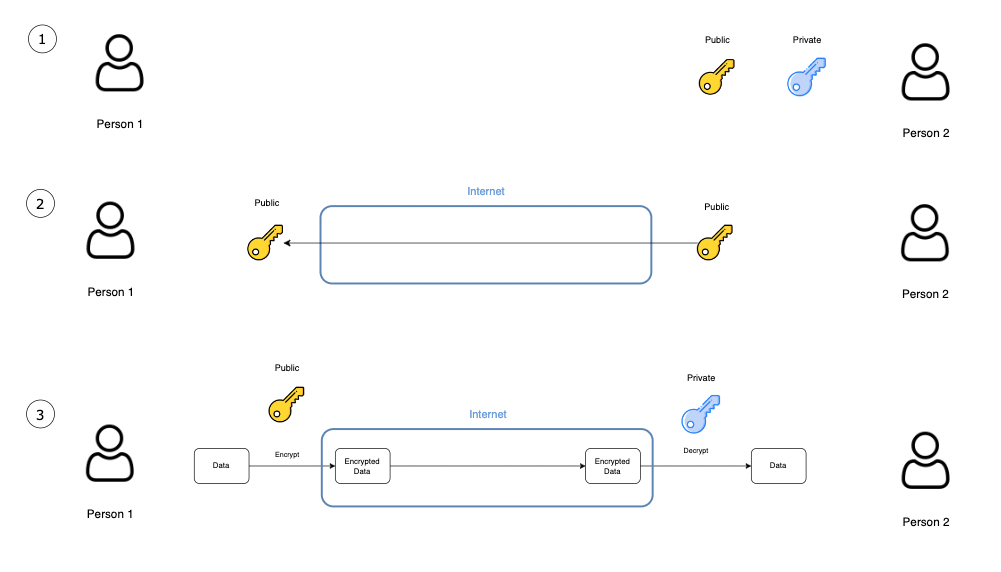 1
Public
Private
Person 1
Person 2
2
Internet
Public
Public
Person 1
Person 2
3
Public
Private
Internet
Data
Encrypt
Encrypted
Data
Encrypted
Data
Decrypt
Data
Person 1
Person 2